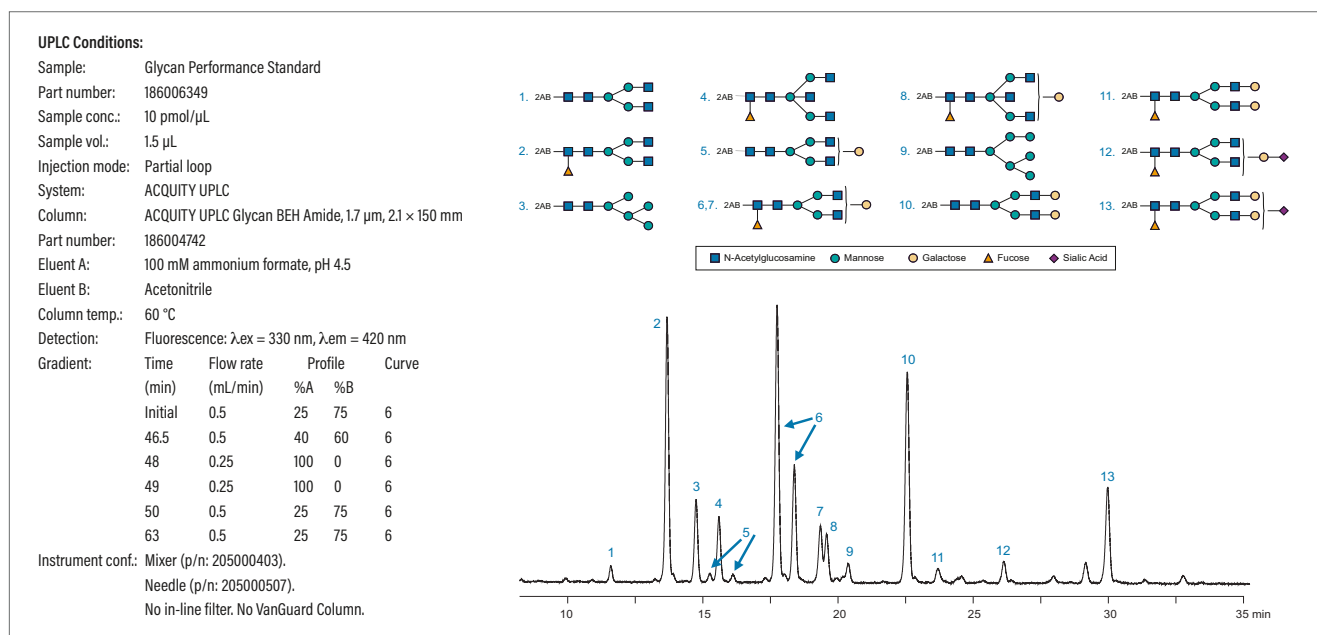 UPLC Conditions:
Sample: Glycan Performance Standard
Part number: 186006349
Sample conc.: 10 pmol/µL
Sample vol.: 1.5 µL
Injection mode: Partial loop
System: ACQUITY UPLC
Column: ACQUITY UPLC Glycan BEH Amide, 1.7 µm, 2.1 × 150 mm
Part number: 186004742
Eluent A: 100 mM ammonium formate, pH 4.5
Eluent B: Acetonitrile
Column temp.: 60 °C
Detection: Fluorescence: λex = 330 nm, λem = 420 nm
Gradient: Time Flow rate Profile Curve
(min) (mL/min) %A %B
Initial 0.5 25 75 6
46.5 0.5 40 60 6
48 0.25 100 0 6
49 0.25 100 0 6
50 0.5 25 75 6
63 0.5 25 75 6
Instrument conf.: Mixer (p/n: 205000403).
Needle (p/n: 205000507).
No in-line filter. No VanGuard Column.
1. 2AB
2. 2AB
3. 2AB
4. 2AB
5. 2AB
6,7. 2AB
8. 2AB
9. 2AB
10. 2AB
11. 2AB
12. 2AB
13. 2AB
N-Acetylglucosamine Mannose Galactose Fucose Sialic Acid
1
2
3
4
5
6
7
8
9
10
11
12
13
10 15 20 25 30 35 min